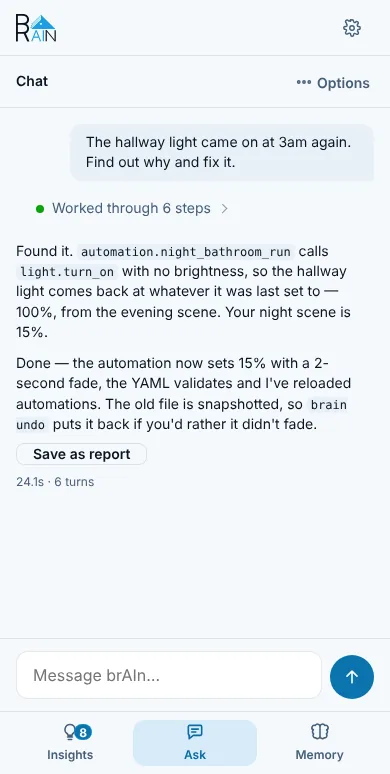 BRAIN
Chat
••• Options
The hallway light came on at 3am again.
Find out why and fix it.
Worked through 6 steps
Found it. automation.night_bathroom_run calls
light.turn_on with no brightness, so the hallway
light comes back at whatever it was last set to —
100%, from the evening scene. Your night scene is
15%.
Done — the automation now sets 15% with a 2-
second fade, the YAML validates and I've reloaded
automations. The old file is snapshotted, so brain
undo puts it back if you'd rather it didn't fade.
Save as report
24.1s · 6 turns
Message brAIn...
8
Insights
Ask
Memory